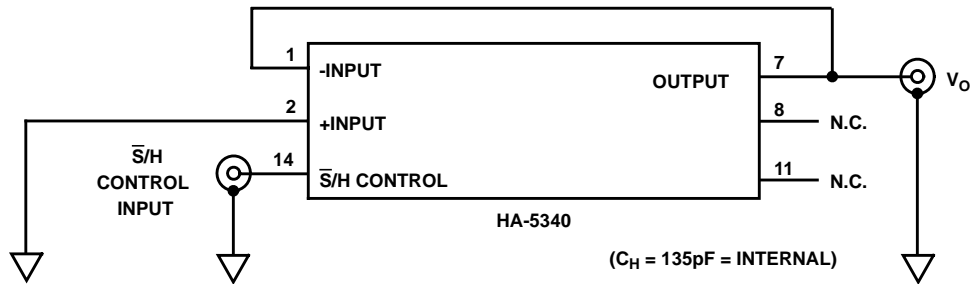 1
-INPUT
7
OUTPUT
V_O
2
+INPUT
8
N.C.
S̅/H
CONTROL
INPUT
14
S̅/H CONTROL
11
N.C.
HA-5340
(C_H = 135pF = INTERNAL)